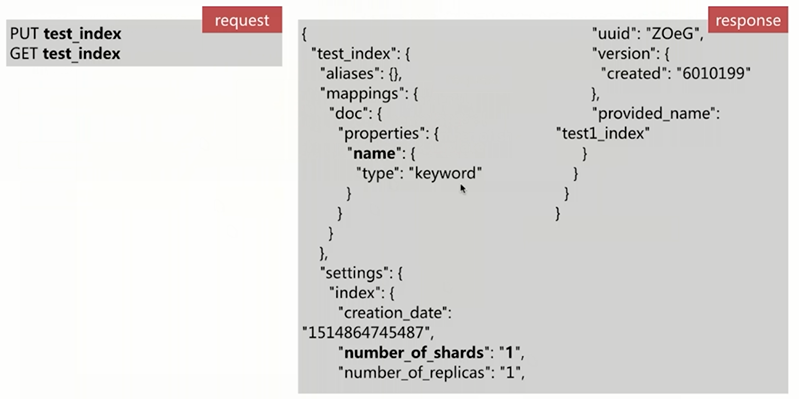 request
PUT test_index
GET test_index
response
{
"test_index": {
"aliases": {},
"mappings": {
"doc": {
"properties": {
"name": {
"type": "keyword"
}
}
}
},
"settings": {
"index": {
"creation_date":
"1514864745487",
"number_of_shards": "1",
"number_of_replicas": "1",
"uuid": "ZOeG",
"version": {
"created": "6010199"
},
"provided_name":
"test1_index"
}
}
}
}